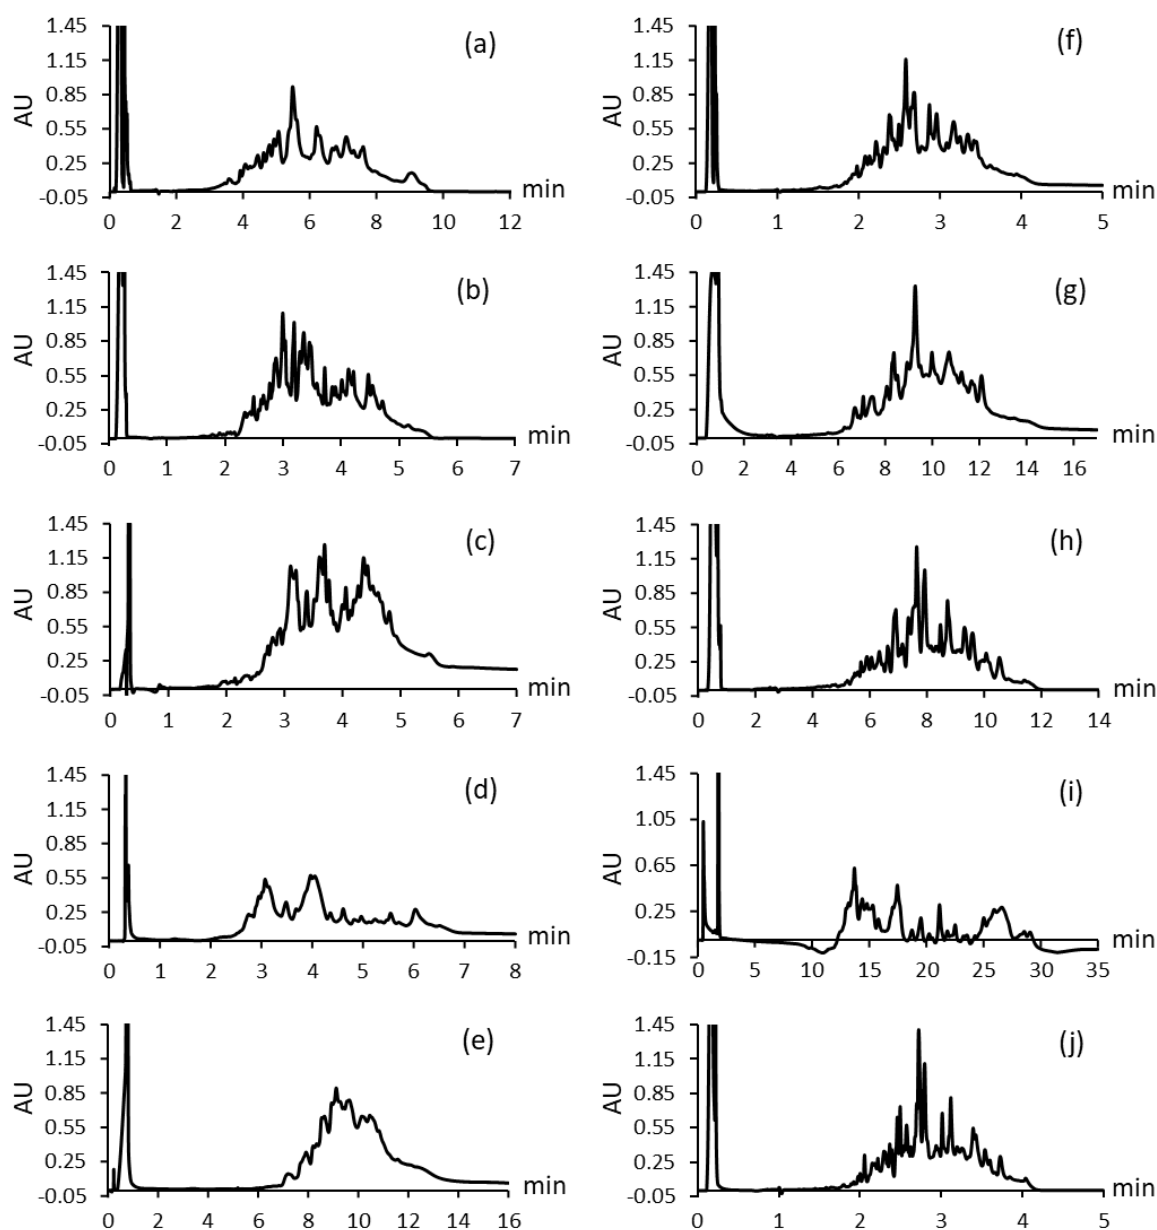 1.45
1.15
0.85
0.55
0.25
-0.05
AU
(a)
min
0 2 4 6 8 10 12
1.45
1.15
0.85
0.55
0.25
-0.05
AU
(b)
min
0 1 2 3 4 5 6 7
1.45
1.15
0.85
0.55
0.25
-0.05
AU
(c)
min
0 1 2 3 4 5 6 7
1.45
1.15
0.85
0.55
0.25
-0.05
AU
(d)
min
0 1 2 3 4 5 6 7 8
1.45
1.15
0.85
0.55
0.25
-0.05
AU
(e)
min
0 2 4 6 8 10 12 14 16
1.45
1.15
0.85
0.55
0.25
-0.05
AU
(f)
min
0 1 2 3 4 5
1.45
1.15
0.85
0.55
0.25
-0.05
AU
(g)
min
0 2 4 6 8 10 12 14 16
1.45
1.15
0.85
0.55
0.25
-0.05
AU
(h)
min
0 2 4 6 8 10 12 14
1.45
1.05
0.65
0.25
-0.15
AU
(i)
min
0 5 10 15 20 25 30 35
1.45
1.15
0.85
0.55
0.25
-0.05
AU
(j)
min
0 1 2 3 4 5